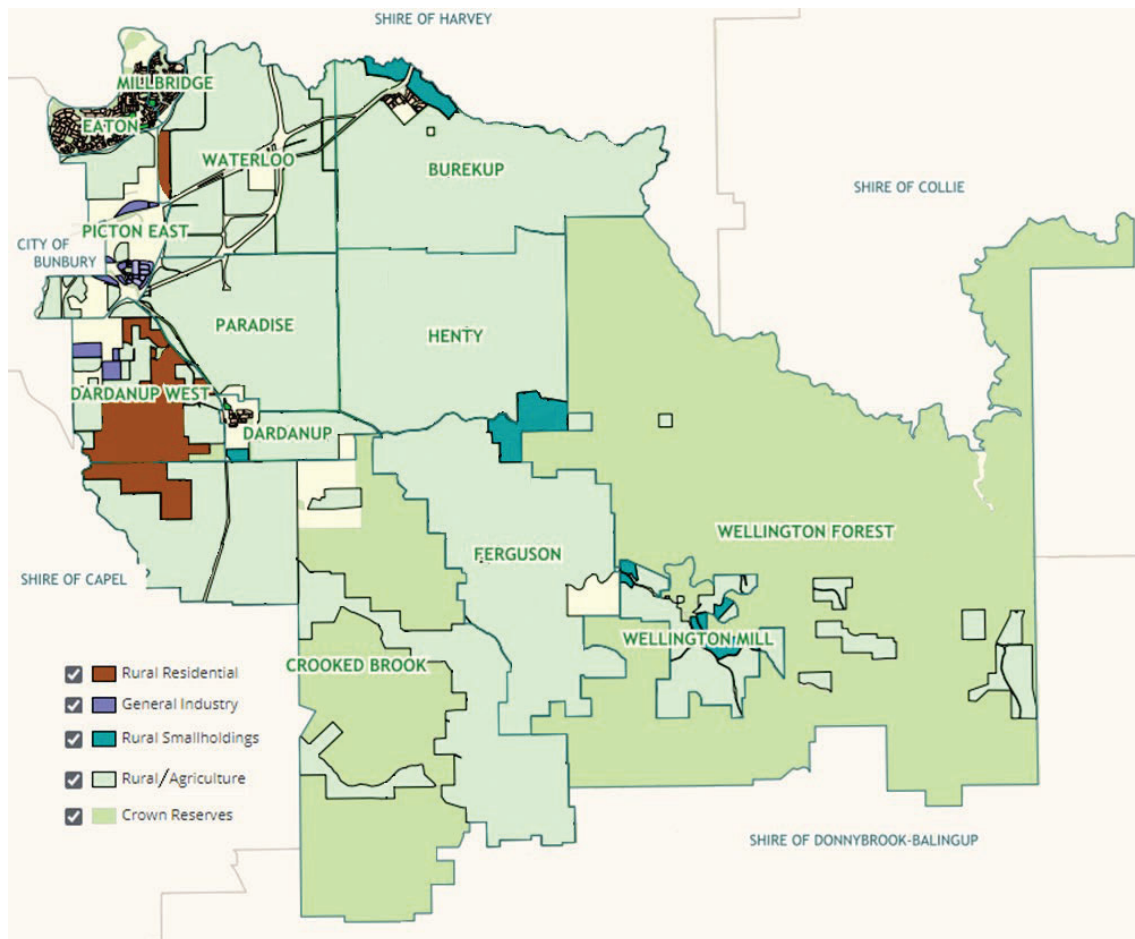 SHIRE OF HARVEY
MILLBRIDGE
EATON
WATERLOO
BUREKUP
SHIRE OF COLLIE
PICTON EAST
CITY OF
BUNBURY
PARADISE
HENTY
DARDANUP WEST
DARDANUP
WELLINGTON FOREST
FERGUSON
SHIRE OF CAPEL
WELLINGTON MILL
CROOKED BROOK
Rural Residential
General Industry
Rural Smallholdings
Rural/Agriculture
Crown Reserves
SHIRE OF DONNYBROOK-BALINGUP